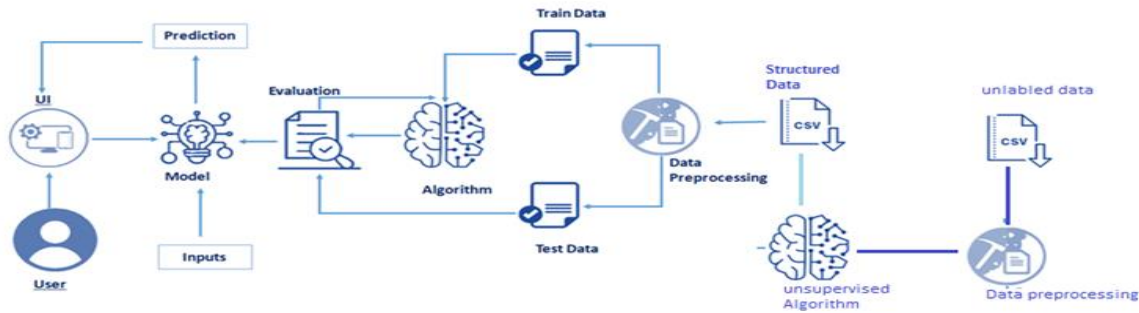 Train Data
Prediction
Structured
Data
unlabled data
UI
Evaluation
CSV
CSV
Model
Algorithm
Data
Preprocessing
Inputs
Test Data
User
unsupervised
Algorithm
Data preprocessing